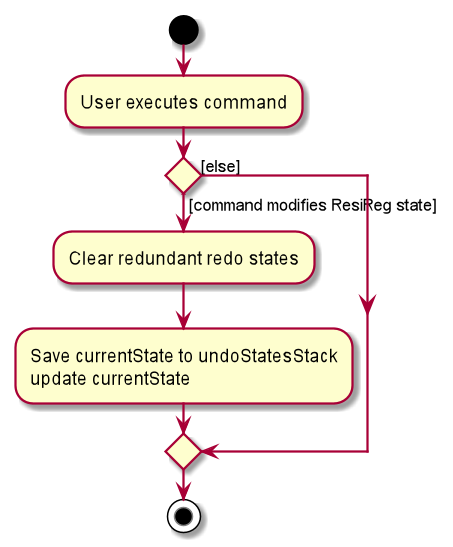 User executes command
[else]
[command modifies ResiReg state]
Clear redundant redo states
Save currentState to undoStatesStack
update currentState